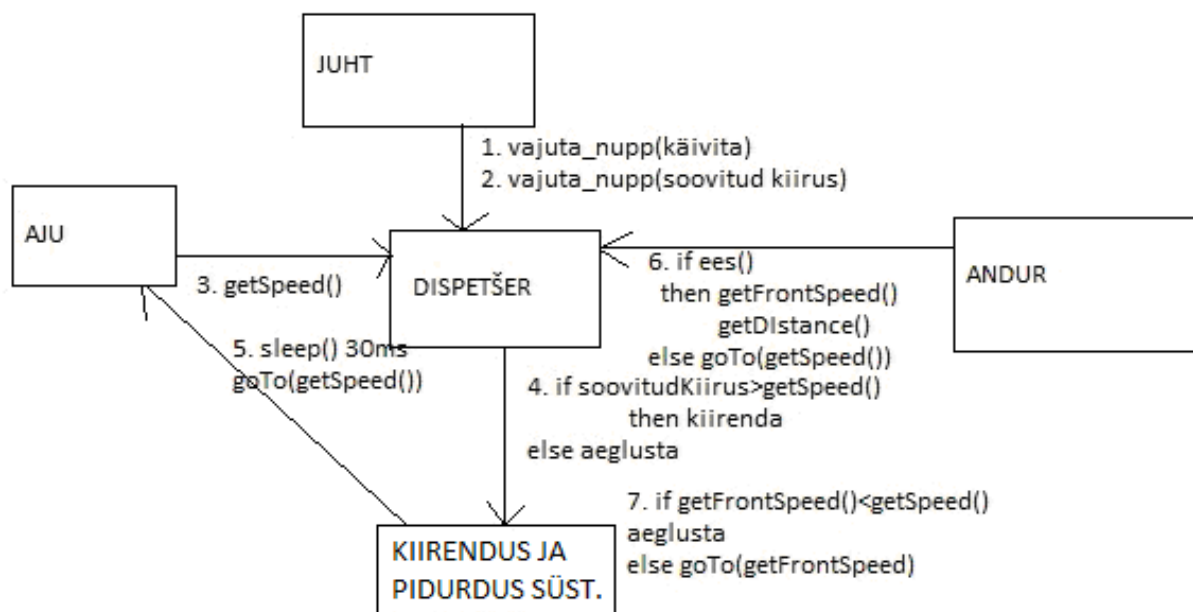 JUHT
1. vajuta_nupp(käivita)
2. vajuta_nupp(soovitud kiirus)
AJU
3. getSpeed()
DISPETŠER
6. if ees()
then getFrontSpeed()
getDIstance()
else goTo(getSpeed())
ANDUR
5. sleep() 30ms
goTo(getSpeed())
4. if soovitudKiirus>getSpeed()
then kiirenda
else aeglusta
7. if getFrontSpeed()<getSpeed()
aeglusta
else goTo(getFrontSpeed)
KIIRENDUS JA
PIDURDUS SÜST.